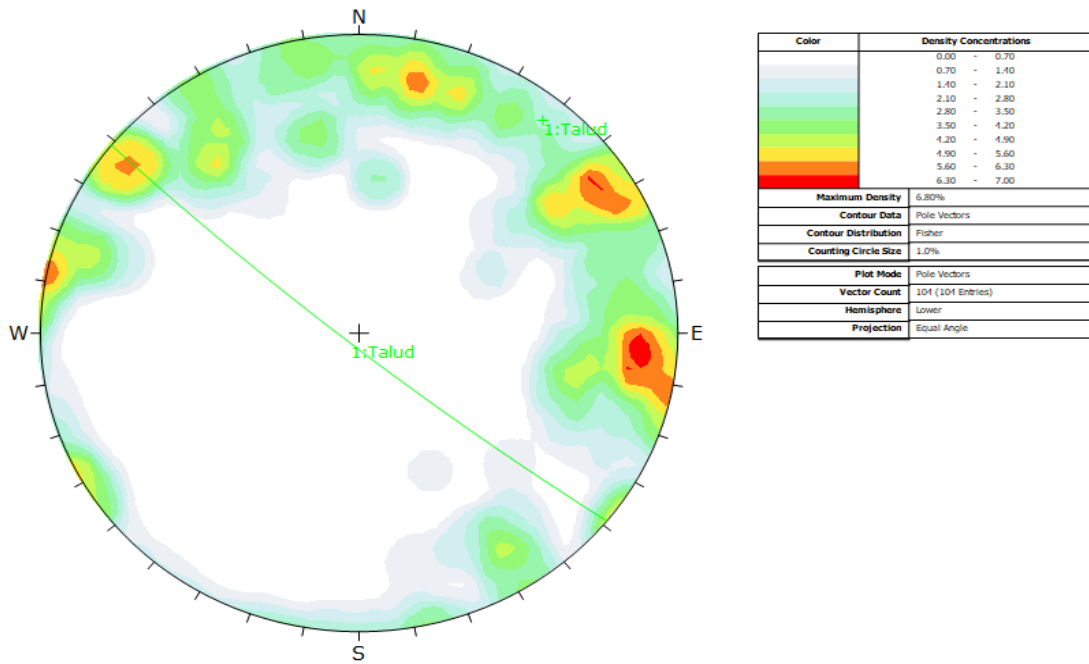 N
W
E
S
1:Talud
1:Talud
Color Density Concentrations
0.00 - 0.70
0.70 - 1.40
1.40 - 2.10
2.10 - 2.80
2.80 - 3.50
3.50 - 4.20
4.20 - 4.90
4.90 - 5.60
5.60 - 6.30
6.30 - 7.00
Maximum Density 6.80%
Contour Data Pole Vectors
Contour Distribution Fisher
Counting Circle Size 1.0%
Plot Mode Pole Vectors
Vector Count 104 (104 Entries)
Hemisphere Lower
Projection Equal Angle